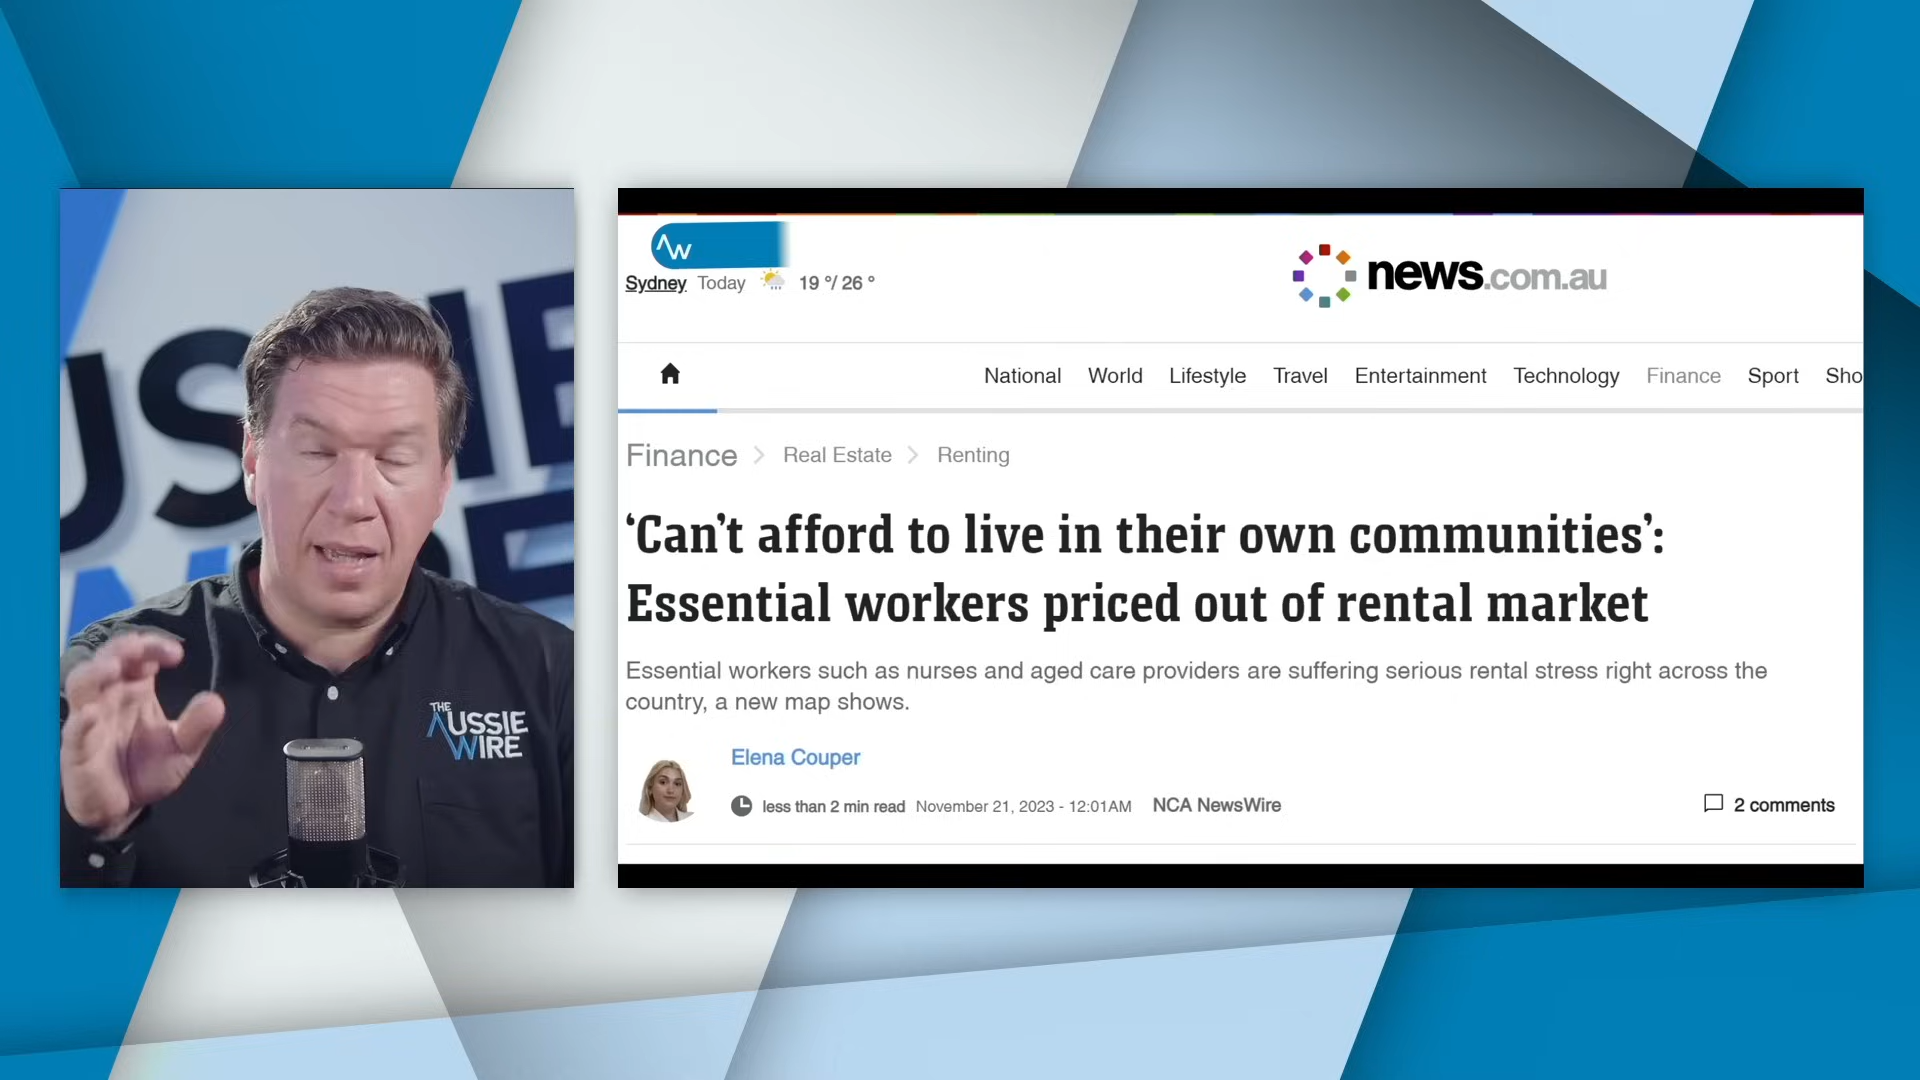 USSIE
WIRE
THE
AUSSIE
WIRE
AW
Sydney Today 19 °/ 26 °
news.com.au
National World Lifestyle Travel Entertainment Technology Finance Sport Sho
Finance Real Estate Renting
‘Can’t afford to live in their own communities’:
Essential workers priced out of rental market
Essential workers such as nurses and aged care providers are suffering serious rental stress right across the
country, a new map shows.
Elena Couper
less than 2 min read November 21, 2023 - 12:01AM NCA NewsWire
2 comments